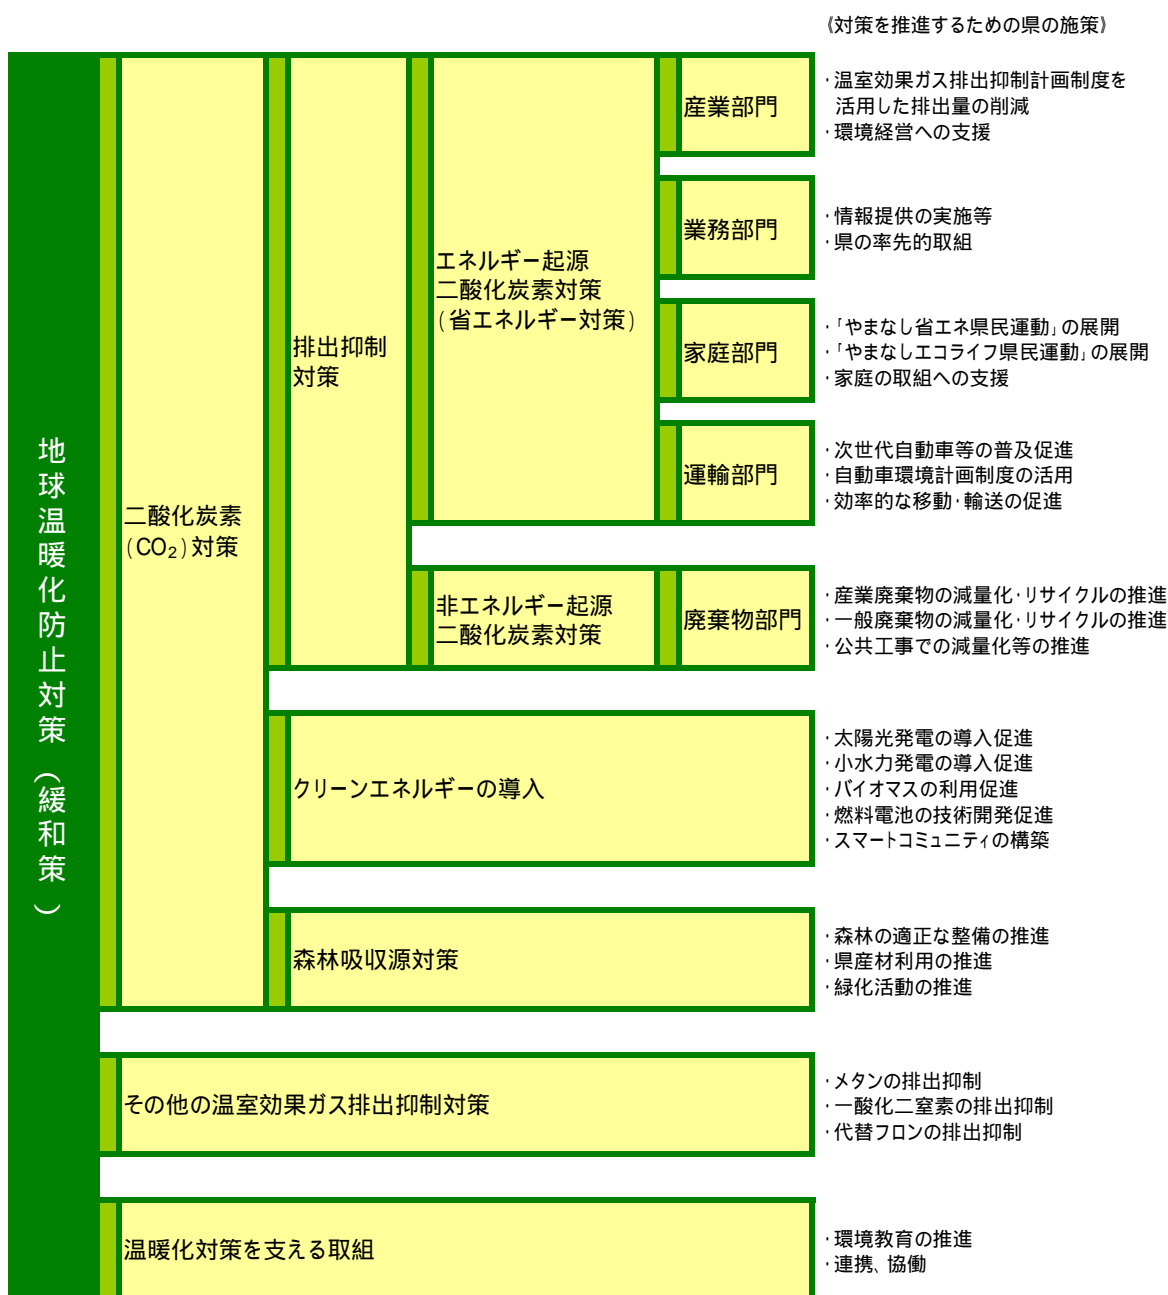 《対策を推進するための県の施策》
地球温暖化防止対策（緩和策）
二酸化炭素
(CO₂)対策
排出抑制
対策
エネルギー起源
二酸化炭素対策
(省エネルギー対策)
産業部門
・温室効果ガス排出抑制計画制度を
活用した排出量の削減
・環境経営への支援
業務部門
・情報提供の実施等
・県の率先的取組
家庭部門
・「やまなし省エネ県民運動」の展開
・「やまなしエコライフ県民運動」の展開
・家庭の取組への支援
運輸部門
・次世代自動車等の普及促進
・自動車環境計画制度の活用
・効率的な移動・輸送の促進
非エネルギー起源
二酸化炭素対策
廃棄物部門
・産業廃棄物の減量化・リサイクルの推進
・一般廃棄物の減量化・リサイクルの推進
・公共工事での減量化等の推進
クリーンエネルギーの導入
・太陽光発電の導入促進
・小水力発電の導入促進
・バイオマスの利用促進
・燃料電池の技術開発促進
・スマートコミュニティの構築
森林吸収源対策
・森林の適正な整備の推進
・県産材利用の推進
・緑化活動の推進
その他の温室効果ガス排出抑制対策
・メタンの排出抑制
・一酸化二窒素の排出抑制
・代替フロンの排出抑制
温暖化対策を支える取組
・環境教育の推進
・連携、協働